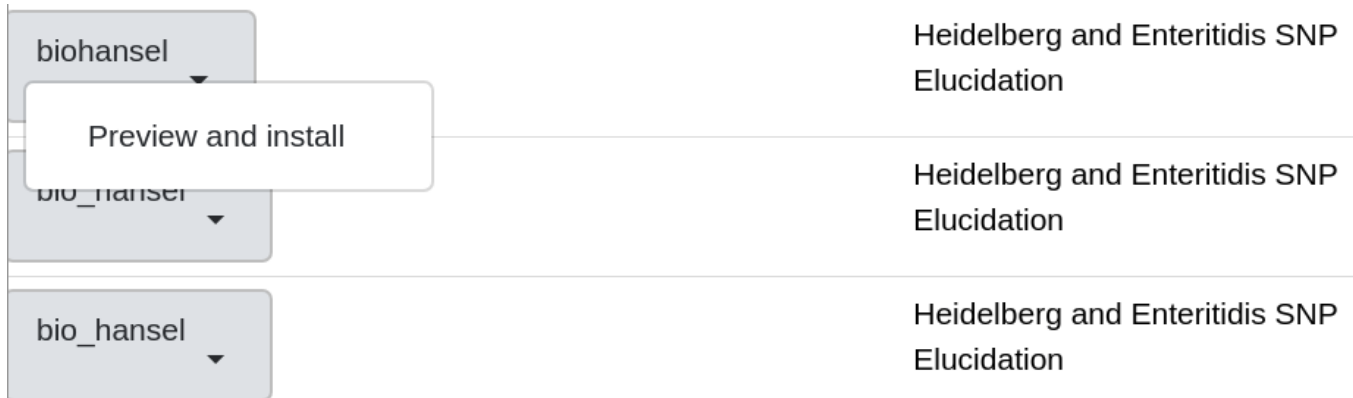 biohansel
Heidelberg and Enteritidis SNP
Elucidation
Preview and install
bio_hansel
Heidelberg and Enteritidis SNP
Elucidation
bio_hansel
Heidelberg and Enteritidis SNP
Elucidation